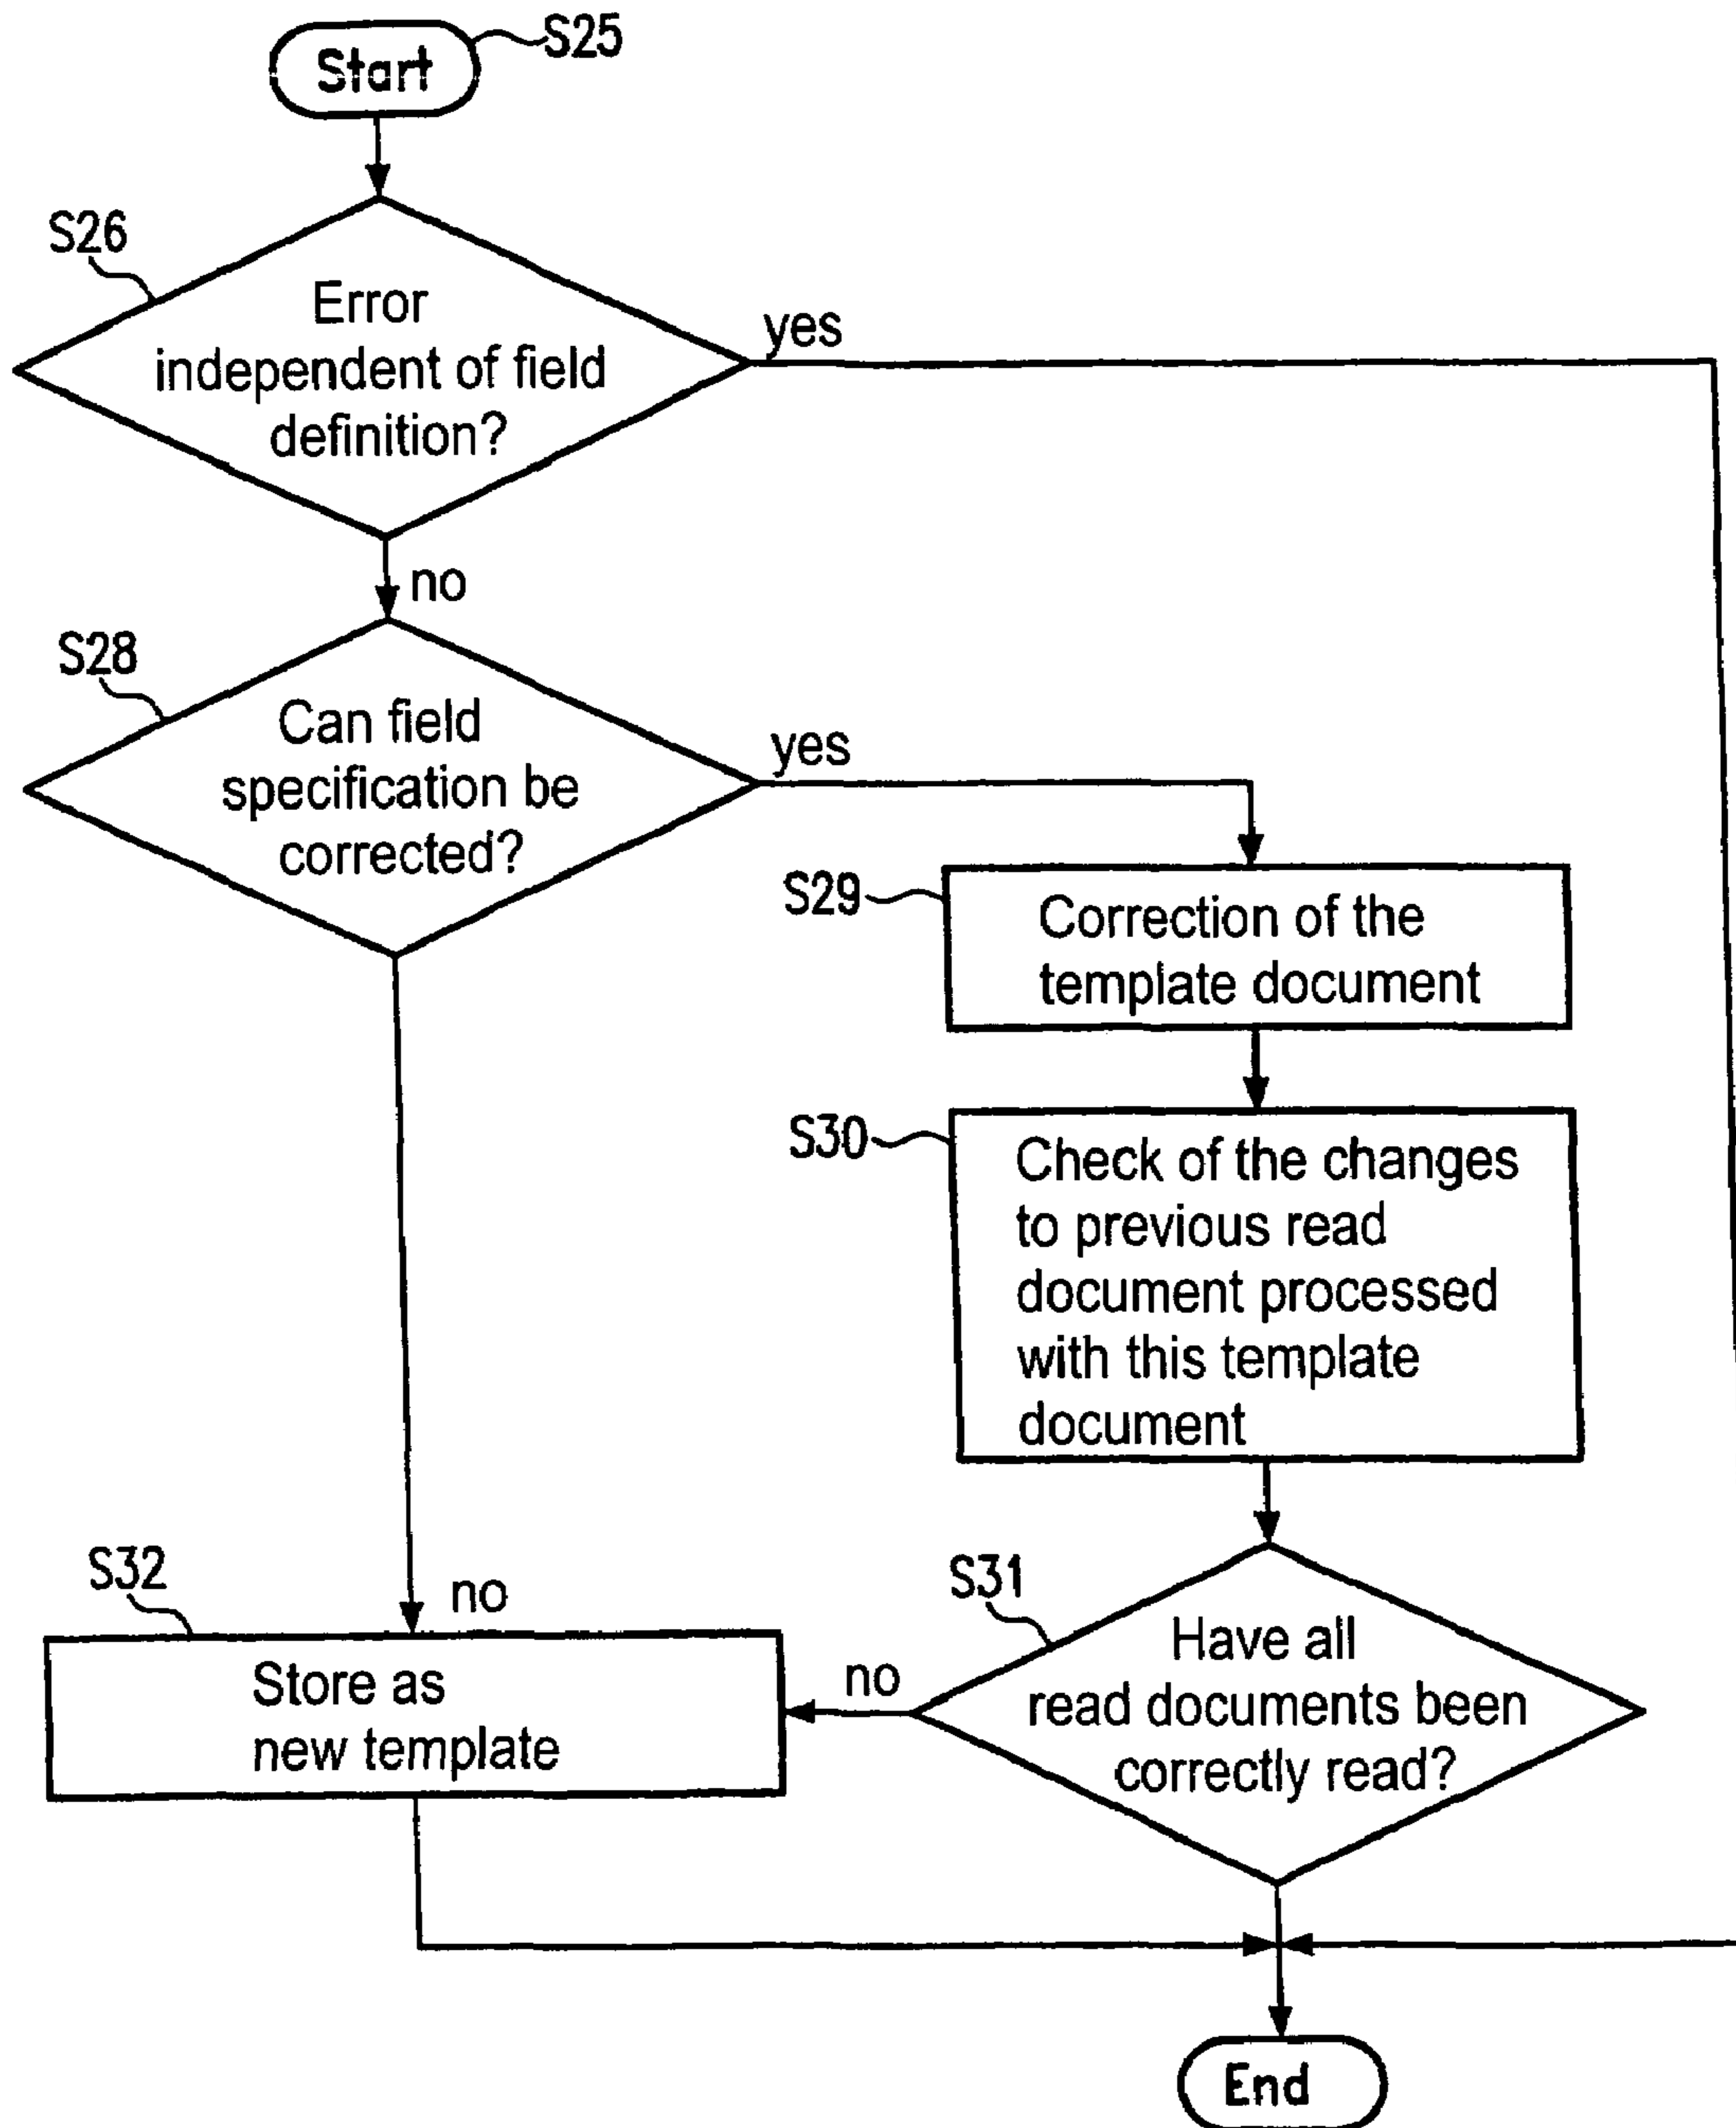 Start
S25
S26
Error
independent of field
definition?
yes
no
S28
Can field
specification be
corrected?
yes
S29
Correction of the
template document
S30
Check of the changes
to previous read
document processed
with this template
document
S32
no
S31
Store as
new template
no
Have all
read documents been
correctly read?
End